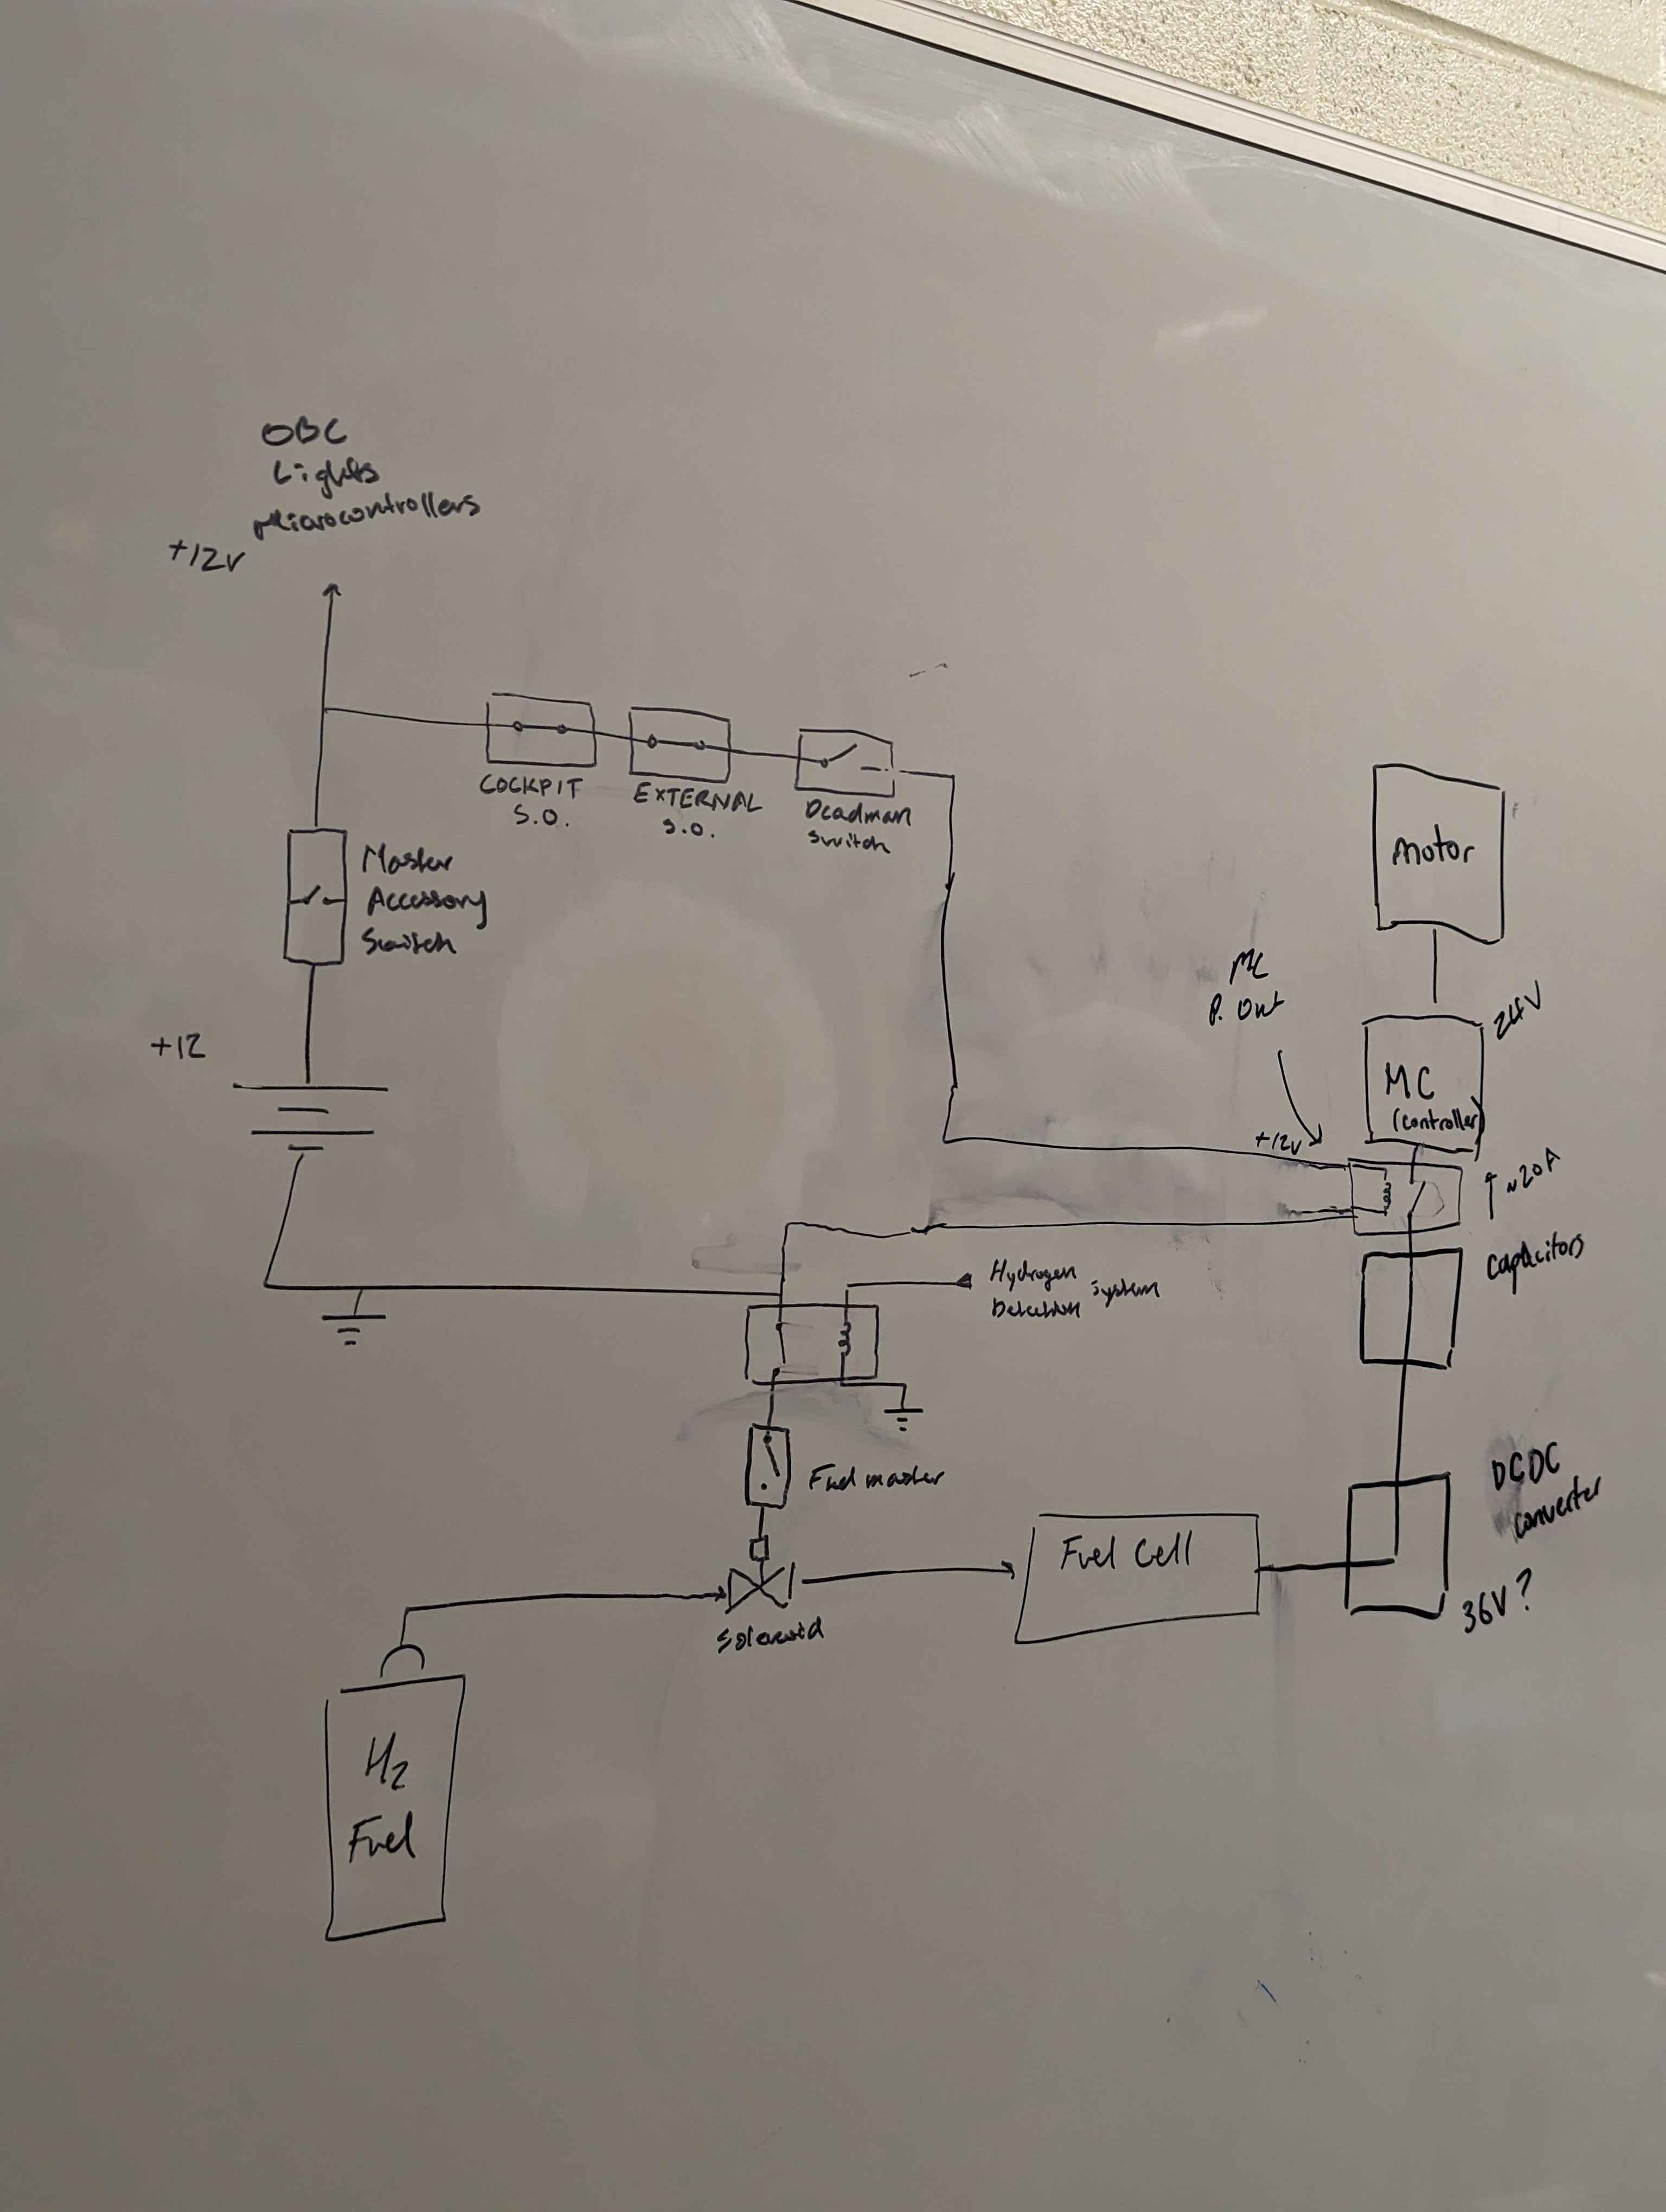 OBC
Lights
Microcontrollers
+12V
COCKPIT
S.O.
EXTERNAL
S.O.
Deadman
Switch
Master
Accessory
Switch
+12
motor
MC
P. Out
24V
MC
(controller)
+12V
↑ ~20A
Capacitors
Hydrogen
Detection
System
Fuel master
DCDC
converter
36V?
Fuel Cell
Solenoid
H2
Fuel